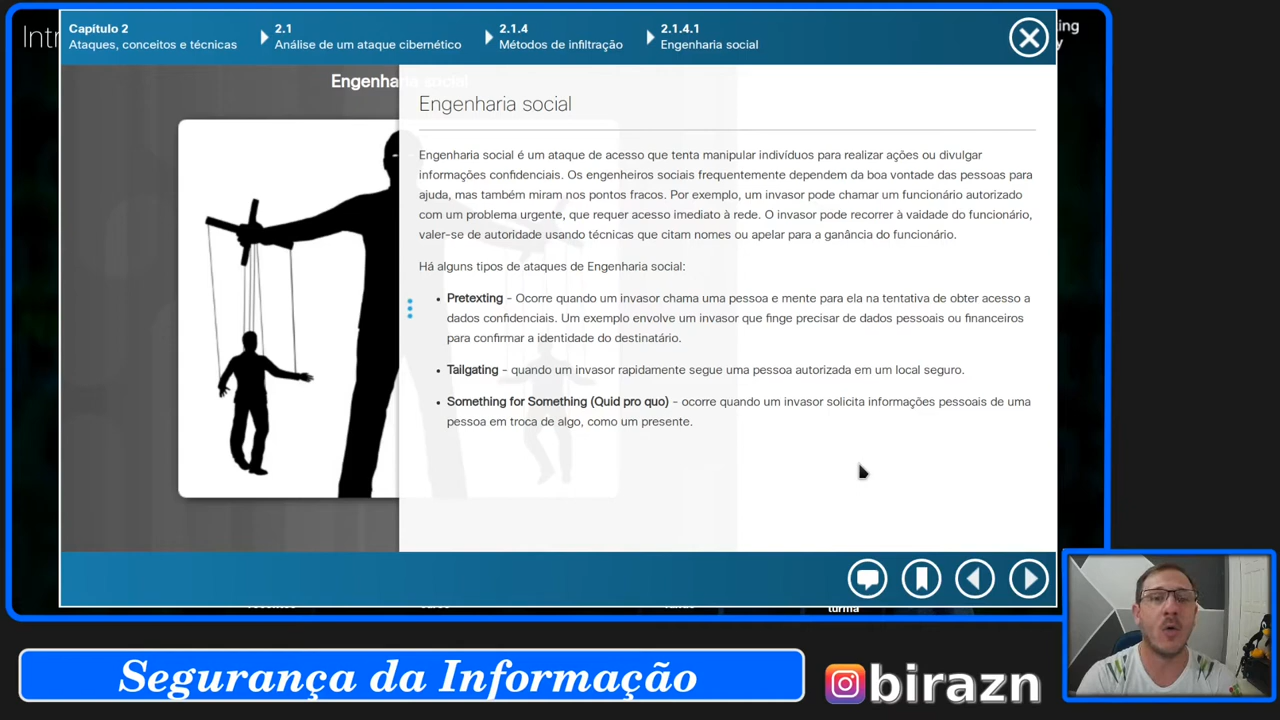 Intr
king
y
Capítulo 2
Ataques, conceitos e técnicas
2.1
Análise de um ataque cibernético
2.1.4
Métodos de infiltração
2.1.4.1
Engenharia social
Engenharia social
Engenharia social
Engenharia social é um ataque de acesso que tenta manipular indivíduos para realizar ações ou divulgar
informações confidenciais. Os engenheiros sociais frequentemente dependem da boa vontade das pessoas para
ajuda, mas também miram nos pontos fracos. Por exemplo, um invasor pode chamar um funcionário autorizado
com um problema urgente, que requer acesso imediato à rede. O invasor pode recorrer à vaidade do funcionário,
valer-se de autoridade usando técnicas que citam nomes ou apelar para a ganância do funcionário.
Há alguns tipos de ataques de Engenharia social:
• Pretexting - Ocorre quando um invasor chama uma pessoa e mente para ela na tentativa de obter acesso a
dados confidenciais. Um exemplo envolve um invasor que finge precisar de dados pessoais ou financeiros
para confirmar a identidade do destinatário.
• Tailgating - quando um invasor rapidamente segue uma pessoa autorizada em um local seguro.
• Something for Something (Quid pro quo) - ocorre quando um invasor solicita informações pessoais de uma
pessoa em troca de algo, como um presente.
turma
Segurança da Informação
birazn